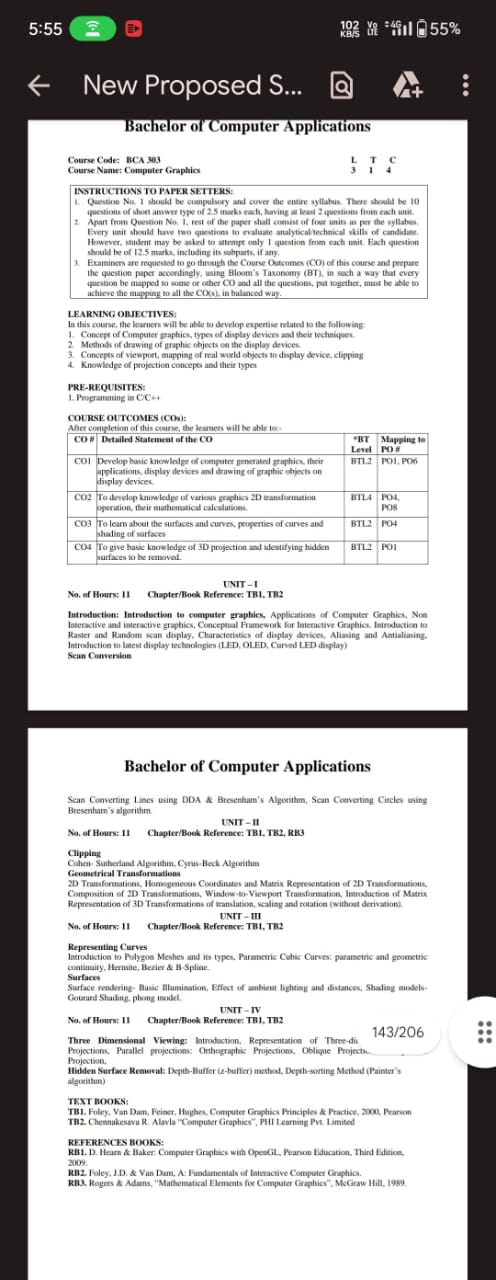 5:55
102 KB/S Vo LTE 4G 55%
New Proposed S...
Bachelor of Computer Applications
Course Code: BCA 303 L T C
Course Name: Computer Graphics 3 1 4
INSTRUCTIONS TO PAPER SETTERS:
1. Question No. 1 should be compulsory and cover the entire syllabus. There should be 10
questions of short answer type of 2.5 marks each, having at least 2 questions from each unit.
2. Apart from Question No. 1, rest of the paper shall consist of four units as per the syllabus.
Every unit should have two questions to evaluate analytical/technical skills of candidate.
However, student may be asked to attempt only 1 question from each unit. Each question
should be of 12.5 marks, including its subparts, if any.
3. Examiners are requested to go through the Course Outcomes (CO) of this course and prepare
the question paper accordingly, using Bloom's Taxonomy (BT), in such a way that every
question be mapped to some or other CO and all the questions, put together, must be able to
achieve the mapping to all the CO(s), in balanced way.
LEARNING OBJECTIVES:
In this course, the learners will be able to develop expertise related to the following:
1. Concept of Computer graphics, types of display devices and their techniques.
2. Methods of drawing of graphic objects on the display devices.
3. Concepts of viewport, mapping of real world objects to display device, clipping
4. Knowledge of projection concepts and their types
PRE-REQUISITES:
1. Programming in C/C++
COURSE OUTCOMES (COs):
After completion of this course, the learners will be able to:-
CO # Detailed Statement of the CO *BT Mapping to
Level PO #
CO1 Develop basic knowledge of computer generated graphics, their BTL2 PO1, PO6
applications, display devices and drawing of graphic objects on
display devices.
CO2 To develop knowledge of various graphics 2D transformation BTL4 PO4,
operation, their mathematical calculations. PO8
CO3 To learn about the surfaces and curves, properties of curves and BTL2 PO4
shading of surfaces
CO4 To give basic knowledge of 3D projection and identifying hidden BTL2 PO1
surfaces to be removed.
UNIT – I
No. of Hours: 11 Chapter/Book Reference: TB1, TB2
Introduction: Introduction to computer graphics, Applications of Computer Graphics, Non
Interactive and interactive graphics, Conceptual Framework for Interactive Graphics. Introduction to
Raster and Random scan display, Characteristics of display devices, Aliasing and Antialiasing,
Introduction to latest display technologies (LED, OLED, Curved LED display)
Scan Conversion
Bachelor of Computer Applications
Scan Converting Lines using DDA & Bresenham's Algorithm, Scan Converting Circles using
Bresenham's algorithm.
UNIT – II
No. of Hours: 11 Chapter/Book Reference: TB1, TB2, RB3
Clipping
Cohen- Sutherland Algorithm, Cyrus-Beck Algorithm
Geometrical Transformations
2D Transformations, Homogeneous Coordinates and Matrix Representation of 2D Transformations,
Composition of 2D Transformations, Window-to-Viewport Transformation, Introduction of Matrix
Representation of 3D Transformations of translation, scaling and rotation (without derivation).
UNIT – III
No. of Hours: 11 Chapter/Book Reference: TB1, TB2
Representing Curves
Introduction to Polygon Meshes and its types, Parametric Cubic Curves: parametric and geometric
continuity, Hermite, Bezier & B-Spline.
Surfaces
Surface rendering- Basic Illumination, Effect of ambient lighting and distances, Shading models-
Gourard Shading, phong model.
UNIT – IV
No. of Hours: 11 Chapter/Book Reference: TB1, TB2
143/206
Three Dimensional Viewing: Introduction, Representation of Three-di
Projections, Parallel projections: Orthographic Projections, Oblique Project
Projection,
Hidden Surface Removal: Depth-Buffer (z-buffer) method, Depth-sorting Method (Painter's
algorithm)
TEXT BOOKS:
TB1. Foley, Van Dam, Feiner, Hughes, Computer Graphics Principles & Practice, 2000, Pearson
TB2. Chennakesava R. Alavla "Computer Graphics", PHI Learning Pvt. Limited
REFERENCES BOOKS:
RB1. D. Hearn & Baker: Computer Graphics with OpenGL, Pearson Education, Third Edition,
2009.
RB2. Foley, J.D. & Van Dam, A: Fundamentals of Interactive Computer Graphics.
RB3. Rogers & Adams, "Mathematical Elements for Computer Graphics", McGraw Hill, 1989.